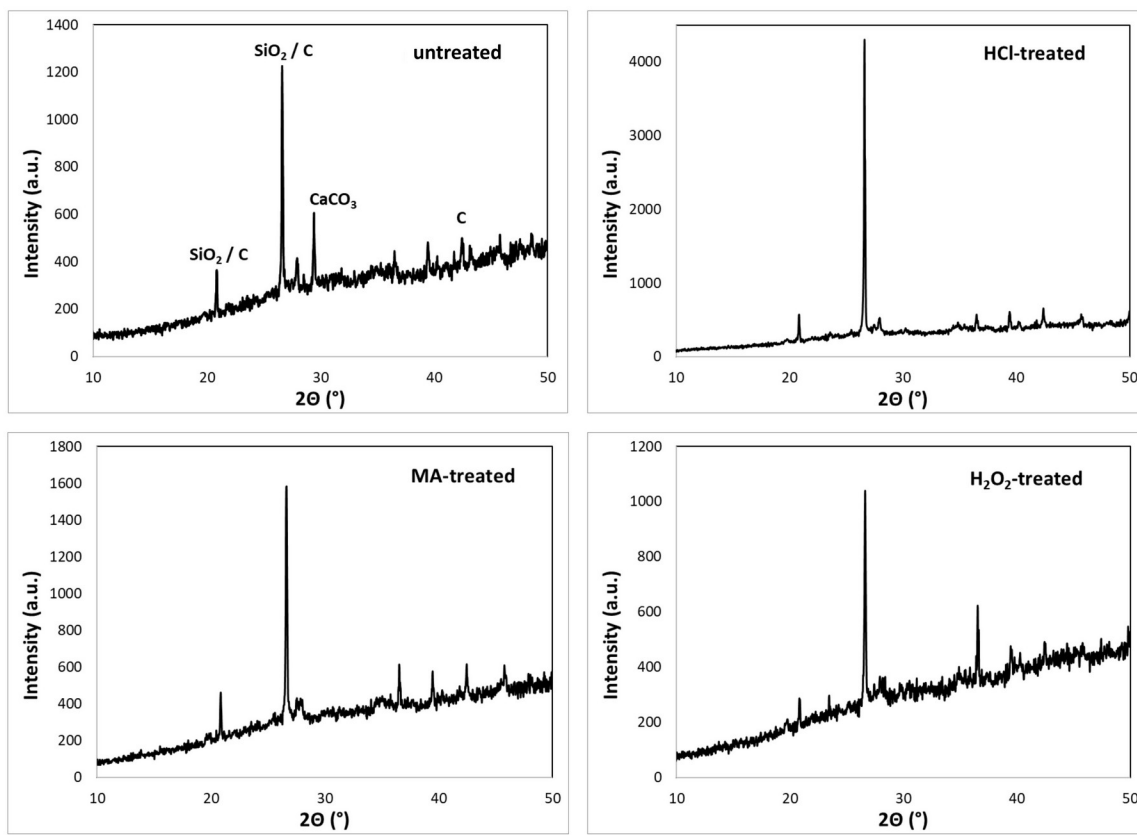 untreated
Intensity (a.u.)
1400
1200
1000
800
600
400
200
0
SiO₂ / C
SiO₂ / C
CaCO₃
C
10 20 30 40 50
2Θ (°)
HCl-treated
Intensity (a.u.)
4000
3000
2000
1000
0
10 20 30 40 50
2Θ (°)
MA-treated
Intensity (a.u.)
1800
1600
1400
1200
1000
800
600
400
200
0
10 20 30 40 50
2Θ (°)
H₂O₂-treated
Intensity (a.u.)
1200
1000
800
600
400
200
0
10 20 30 40 50
2Θ (°)